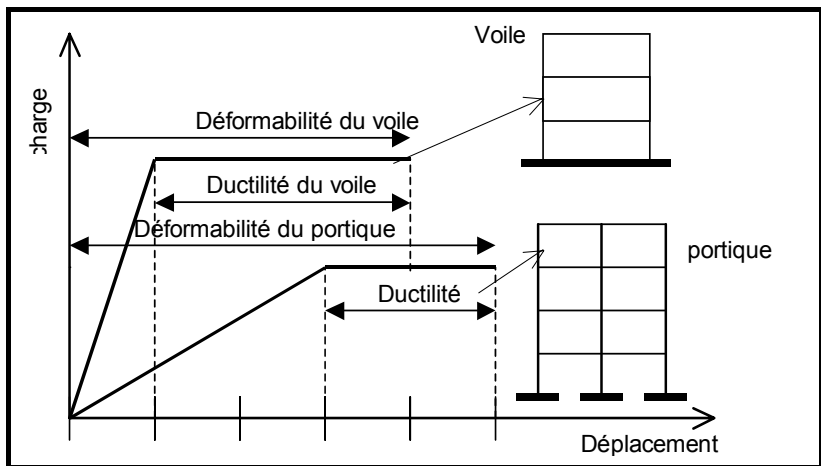 Voile
charge
Déformabilité du voile
Ductilité du voile
Déformabilité du portique
portique
Ductilité
Déplacement